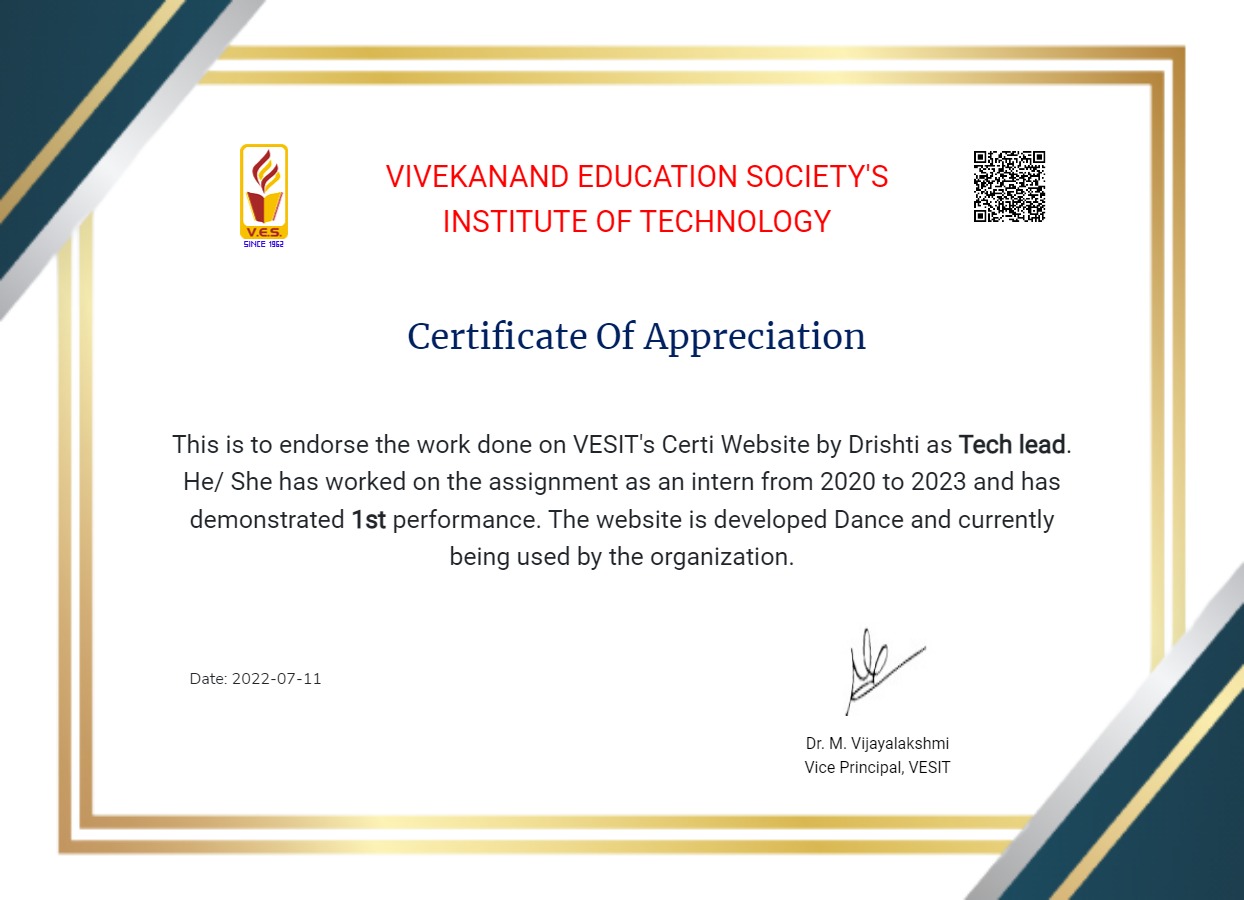 V.E.S.
SINCE 1962
VIVEKANAND EDUCATION SOCIETY'S
INSTITUTE OF TECHNOLOGY
Certificate Of Appreciation
This is to endorse the work done on VESIT's Certi Website by Drishti as Tech lead.
He/ She has worked on the assignment as an intern from 2020 to 2023 and has
demonstrated 1st performance. The website is developed Dance and currently
being used by the organization.
Date: 2022-07-11
Dr. M. Vijayalakshmi
Vice Principal, VESIT